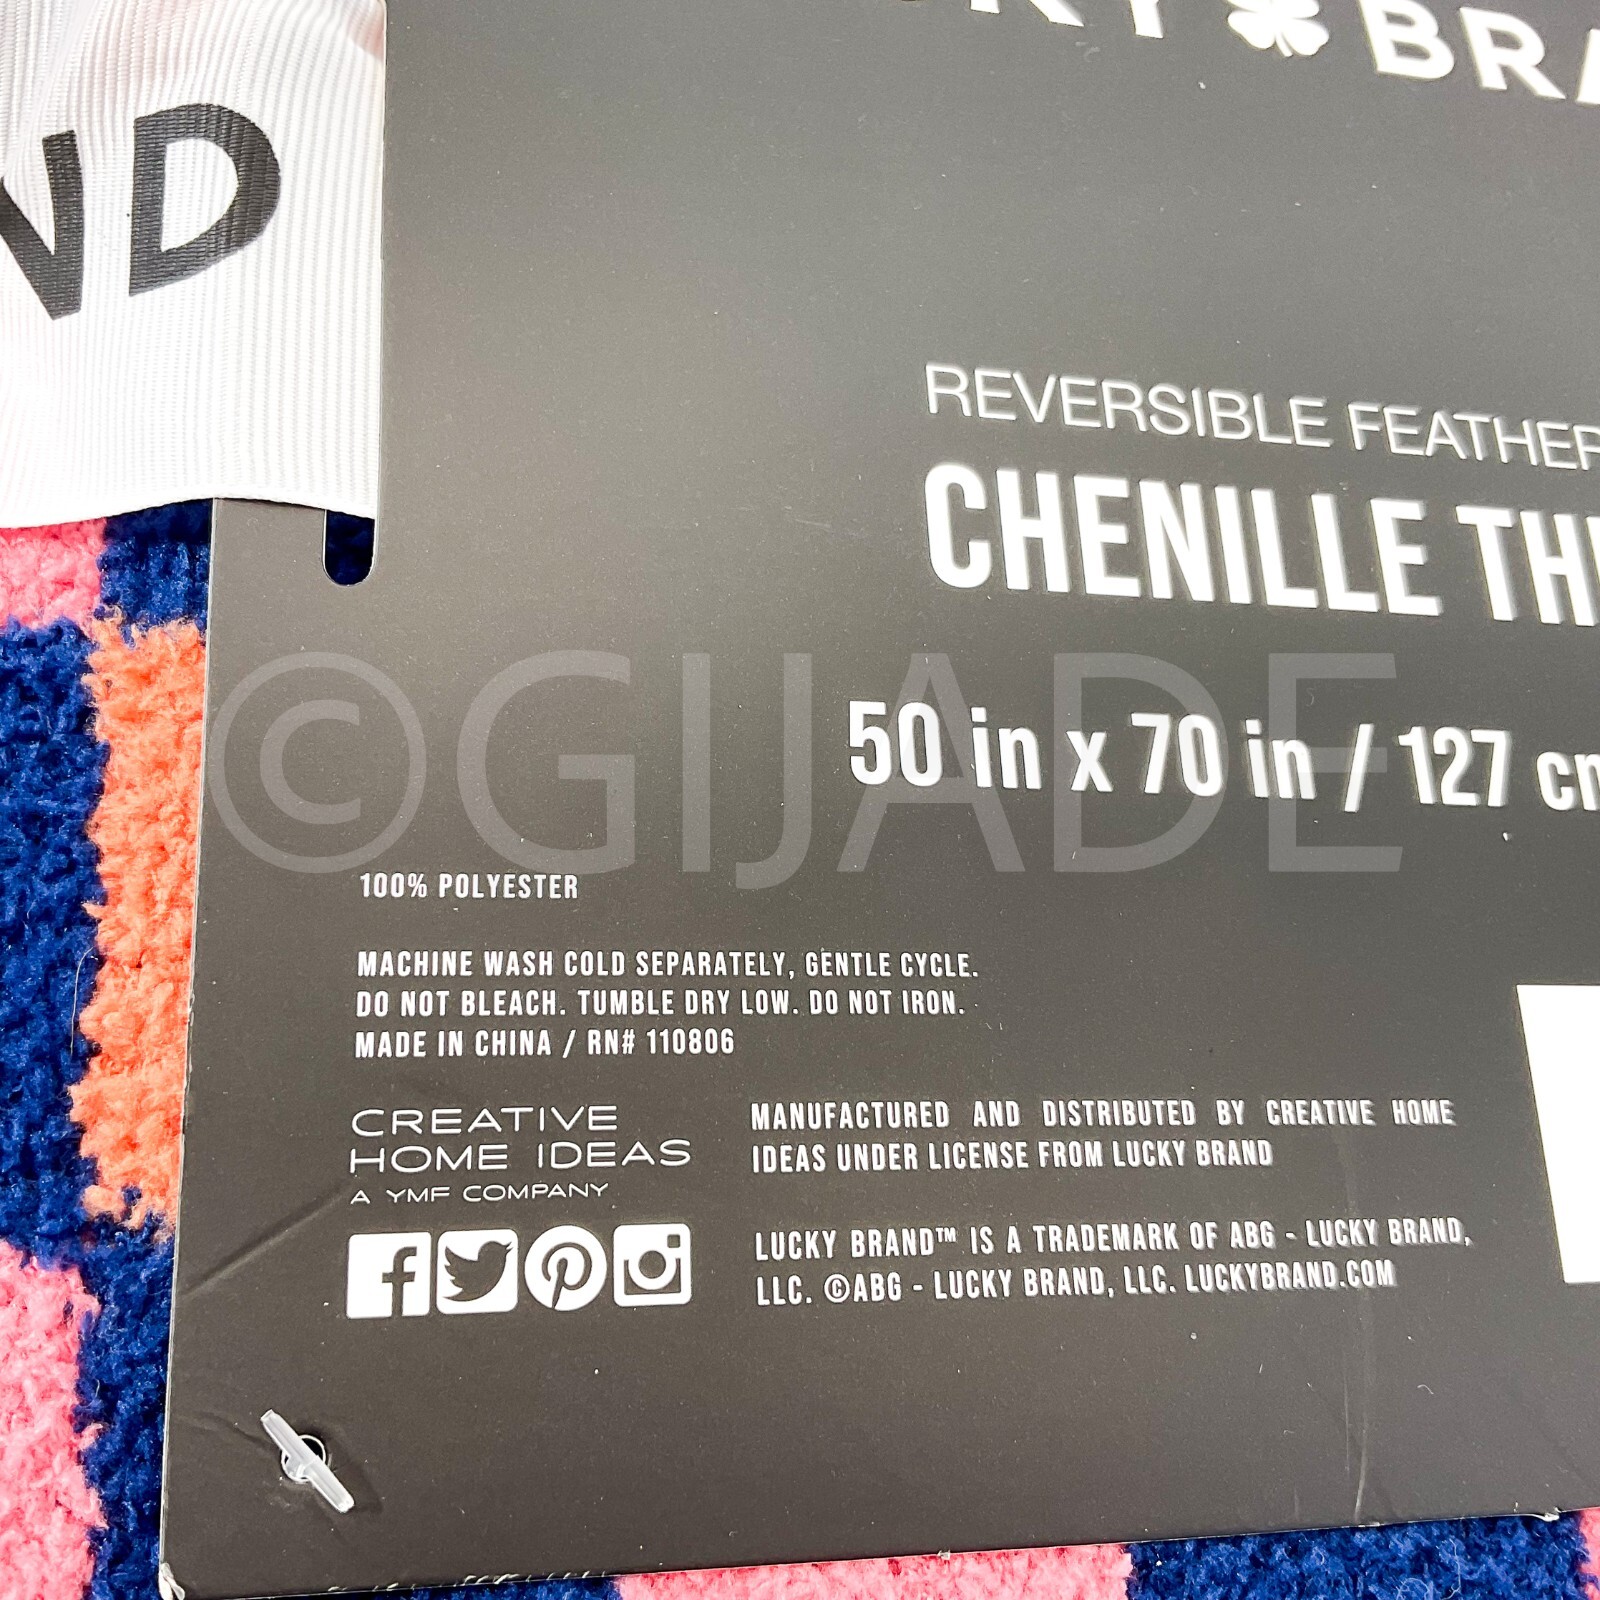 ND
BRA
REVERSIBLE FEATHER
CHENILLE TH
50 in x 70 in / 127 cm
©GIJADE
100% POLYESTER
MACHINE WASH COLD SEPARATELY, GENTLE CYCLE.
DO NOT BLEACH. TUMBLE DRY LOW. DO NOT IRON.
MADE IN CHINA / RN# 110806
CREATIVE
HOME IDEAS
A YMF COMPANY
MANUFACTURED AND DISTRIBUTED BY CREATIVE HOME
IDEAS UNDER LICENSE FROM LUCKY BRAND
LUCKY BRAND™ IS A TRADEMARK OF ABG - LUCKY BRAND,
LLC. ©ABG - LUCKY BRAND, LLC. LUCKYBRAND.COM